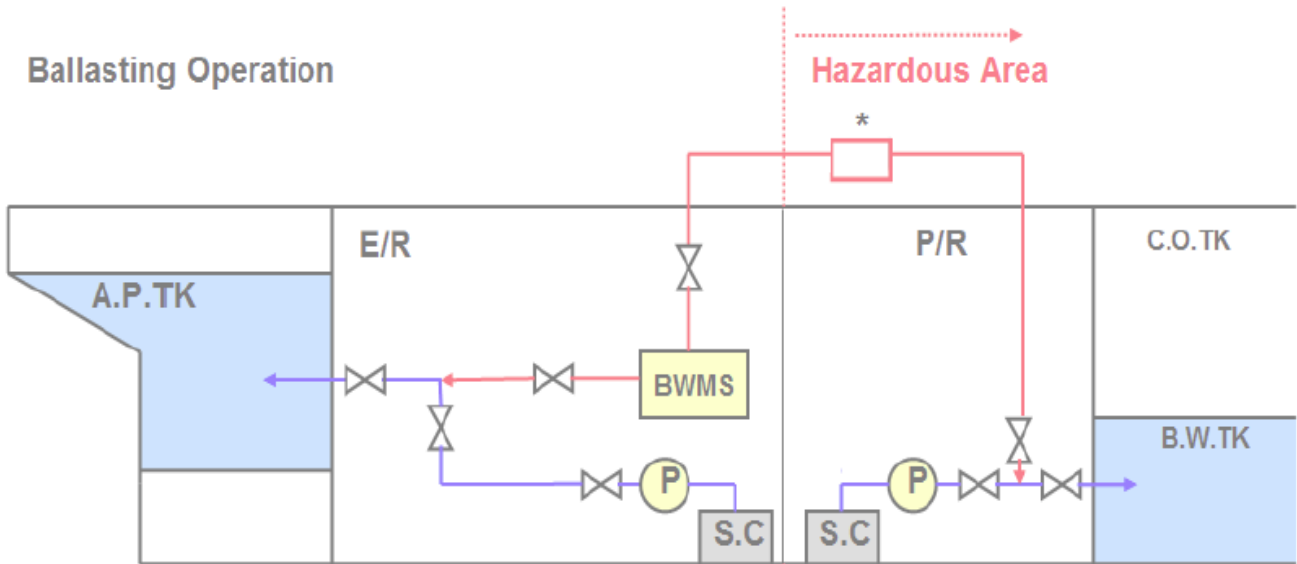 Ballasting Operation
Hazardous Area
*
E/R
P/R
C.O.TK
A.P.TK
BWMS
B.W.TK
P
P
S.C
S.C